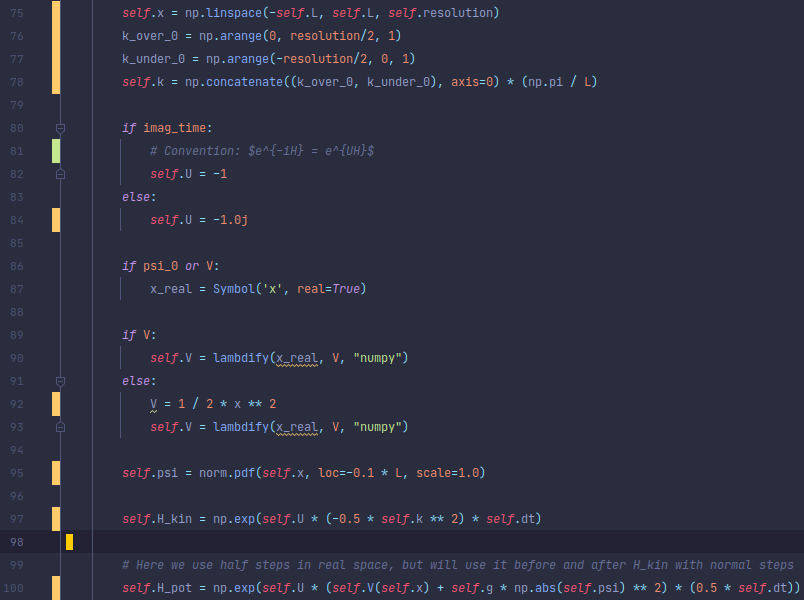 75 self.x = np.linspace(-self.L, self.L, self.resolution)
76 k_over_0 = np.arange(0, resolution/2, 1)
77 k_under_0 = np.arange(-resolution/2, 0, 1)
78 self.k = np.concatenate((k_over_0, k_under_0), axis=0) * (np.pi / L)
79
80 if imag_time:
81 # Convention: $e^{-iH} = e^{UH}$
82 self.U = -1
83 else:
84 self.U = -1.0j
85
86 if psi_0 or V:
87 x_real = Symbol('x', real=True)
88
89 if V:
90 self.V = lambdify(x_real, V, "numpy")
91 else:
92 V = 1 / 2 * x ** 2
93 self.V = lambdify(x_real, V, "numpy")
94
95 self.psi = norm.pdf(self.x, loc=-0.1 * L, scale=1.0)
96
97 self.H_kin = np.exp(self.U * (-0.5 * self.k ** 2) * self.dt)
98
99 # Here we use half steps in real space, but will use it before and after H_kin with normal steps
100 self.H_pot = np.exp(self.U * (self.V(self.x) + self.g * np.abs(self.psi) ** 2) * (0.5 * self.dt))